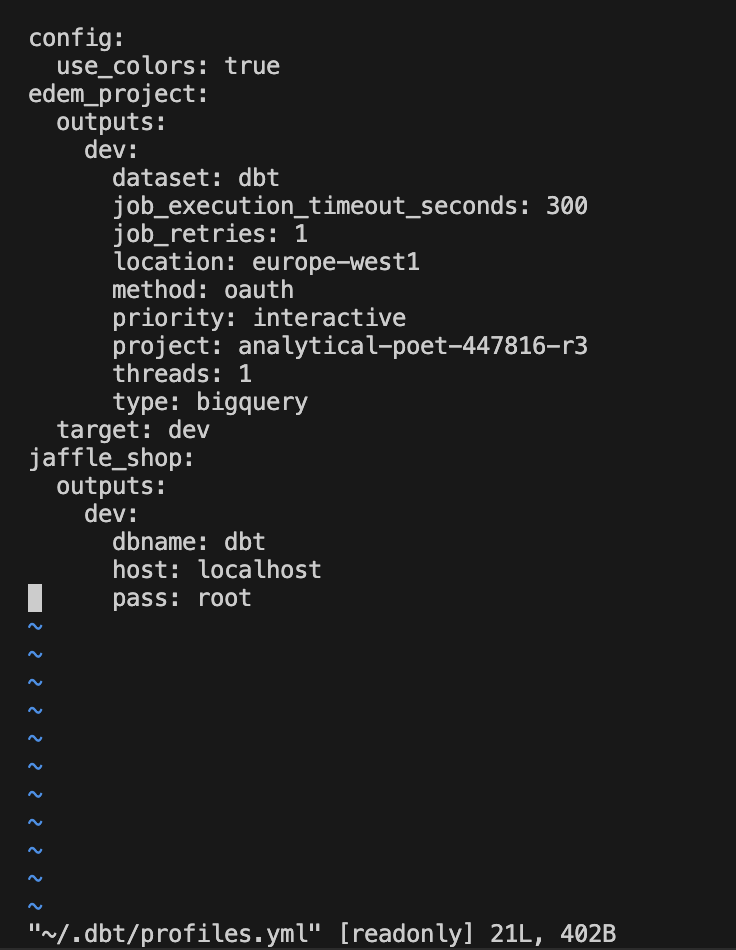 config:
  use_colors: true
edem_project:
  outputs:
    dev:
      dataset: dbt
      job_execution_timeout_seconds: 300
      job_retries: 1
      location: europe-west1
      method: oauth
      priority: interactive
      project: analytical-poet-447816-r3
      threads: 1
      type: bigquery
  target: dev
jaffle_shop:
  outputs:
    dev:
      dbname: dbt
      host: localhost
      pass: root
~
~
~
~
~
~
~
~
~
~
~
"~/.dbt/profiles.yml" [readonly] 21L, 402B